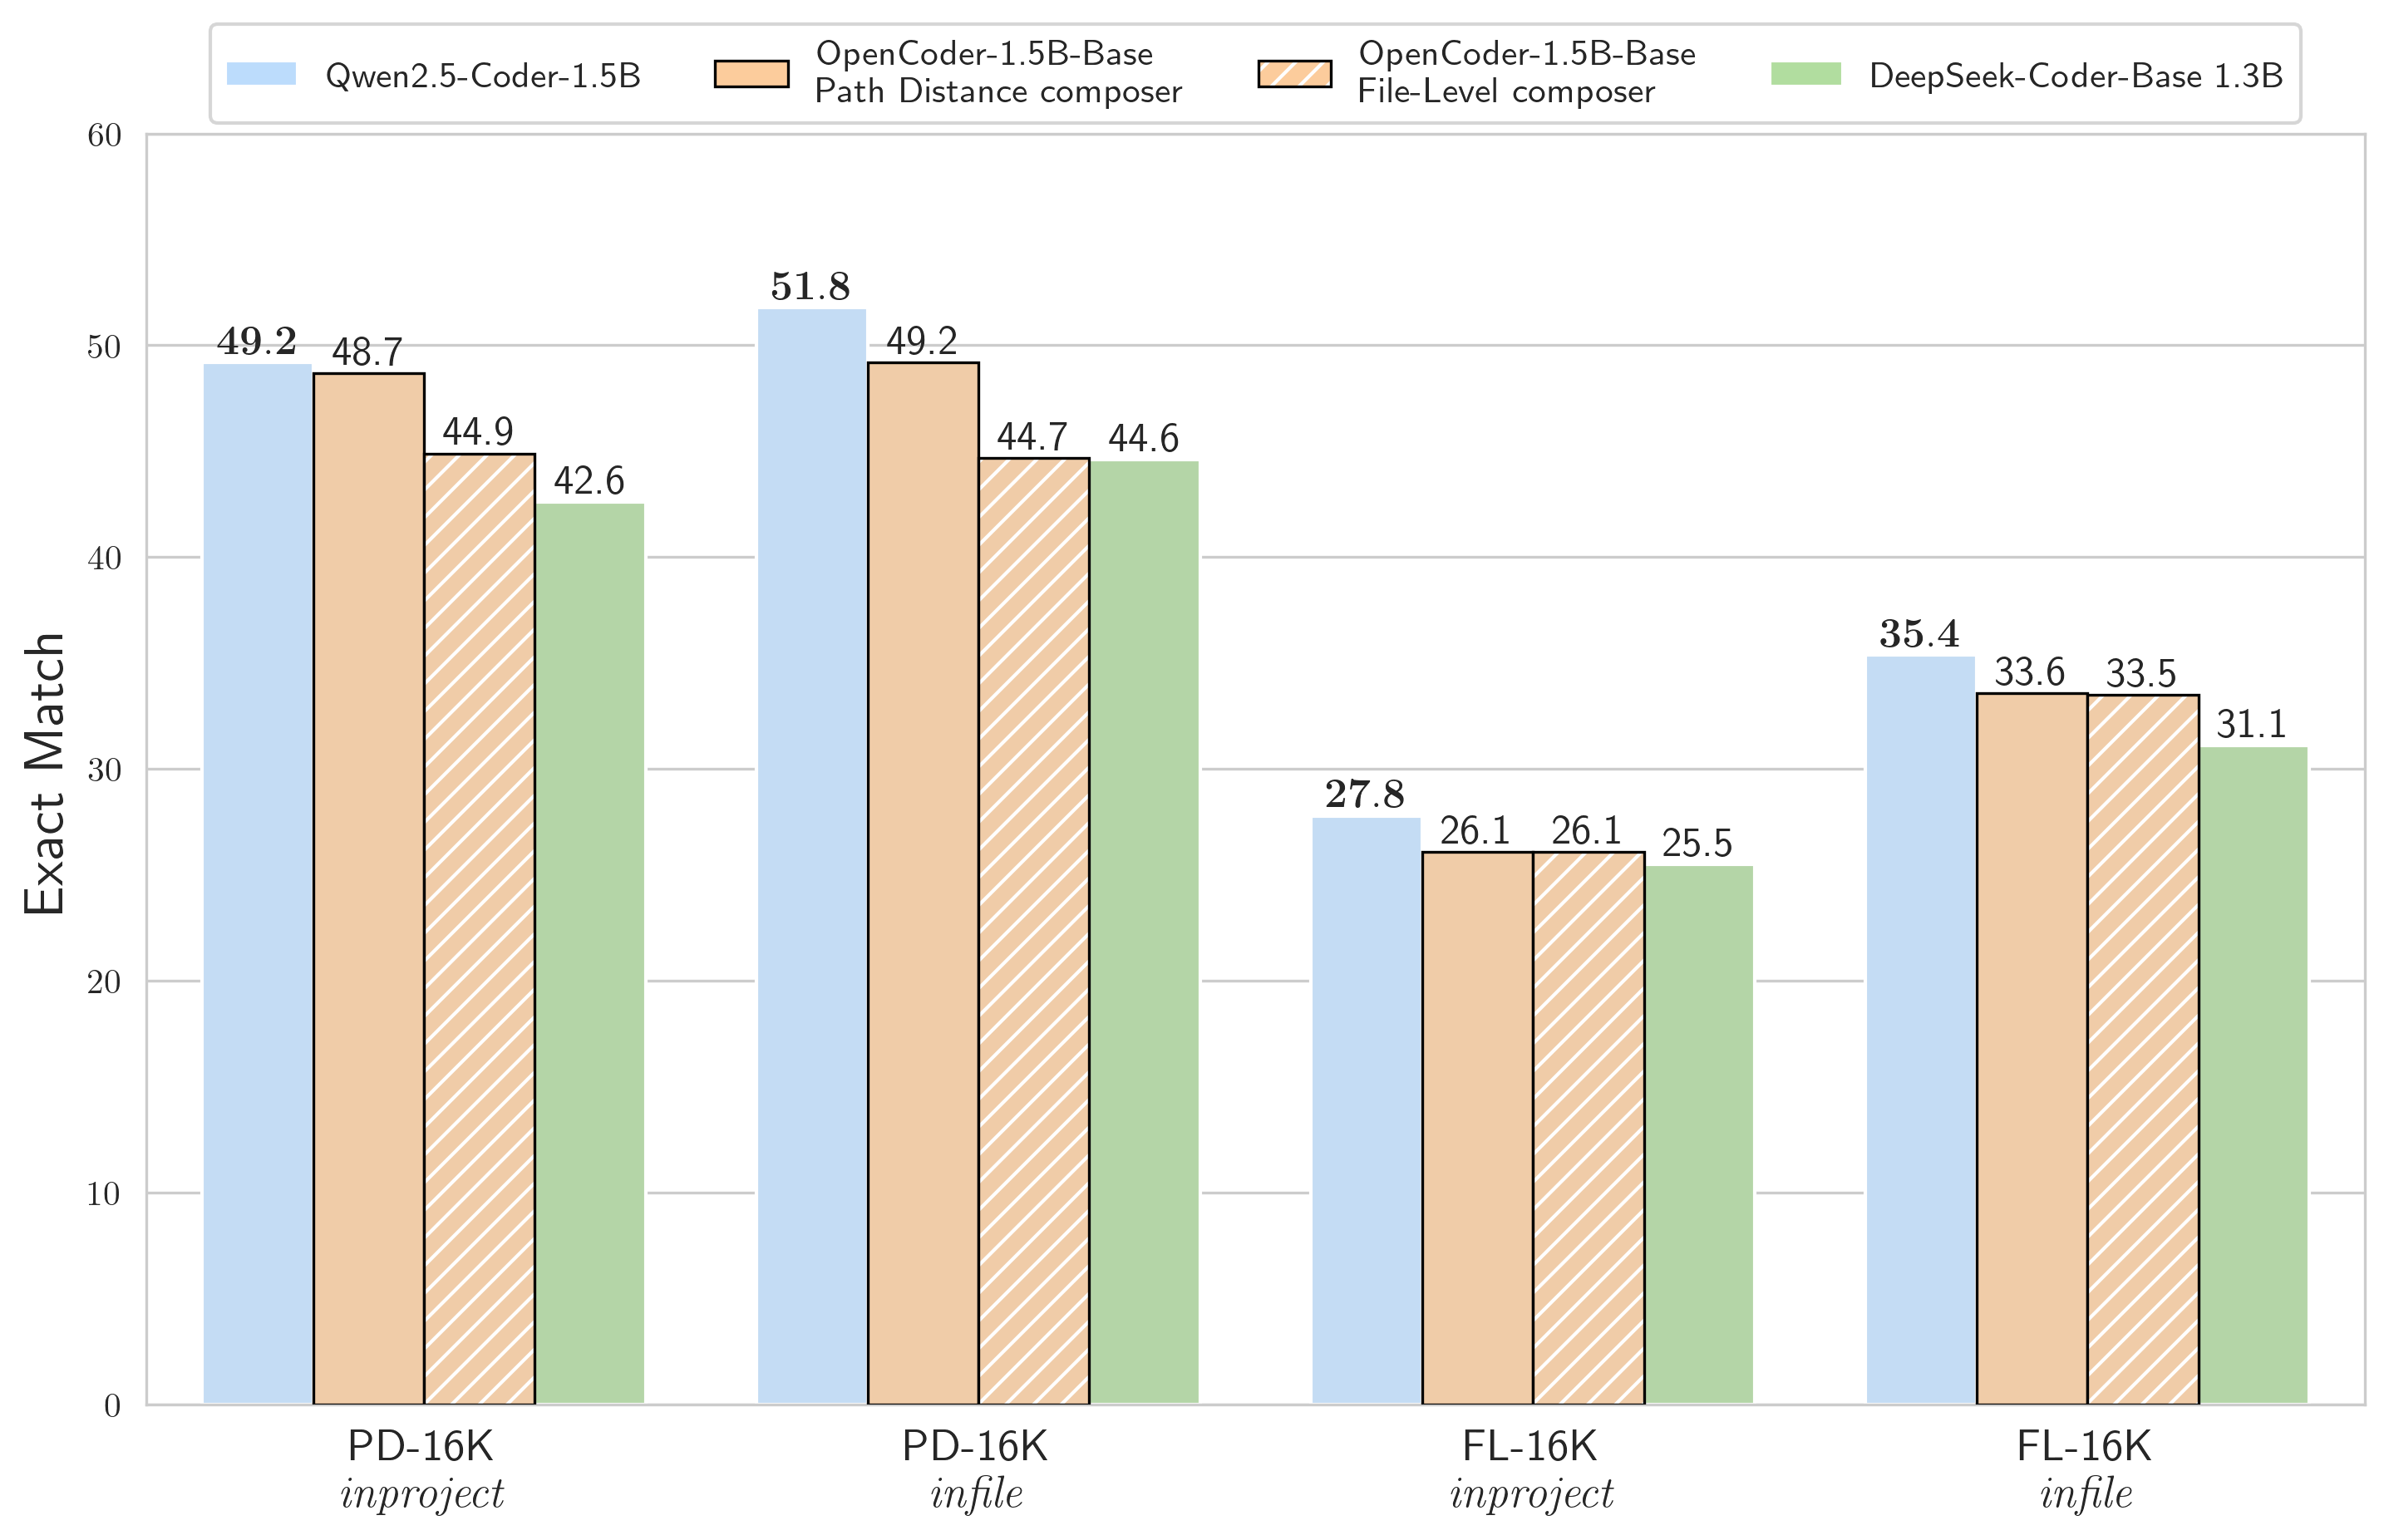 Qwen2.5-Coder-1.5B
OpenCoder-1.5B-Base
Path Distance composer
OpenCoder-1.5B-Base
File-Level composer
DeepSeek-Coder-Base 1.3B
Exact Match
60
50
40
30
20
10
0
49.2
48.7
44.9
42.6
51.8
49.2
44.7
44.6
27.8
26.1
26.1
25.5
35.4
33.6
33.5
31.1
PD-16K
inproject
PD-16K
infile
FL-16K
inproject
FL-16K
infile